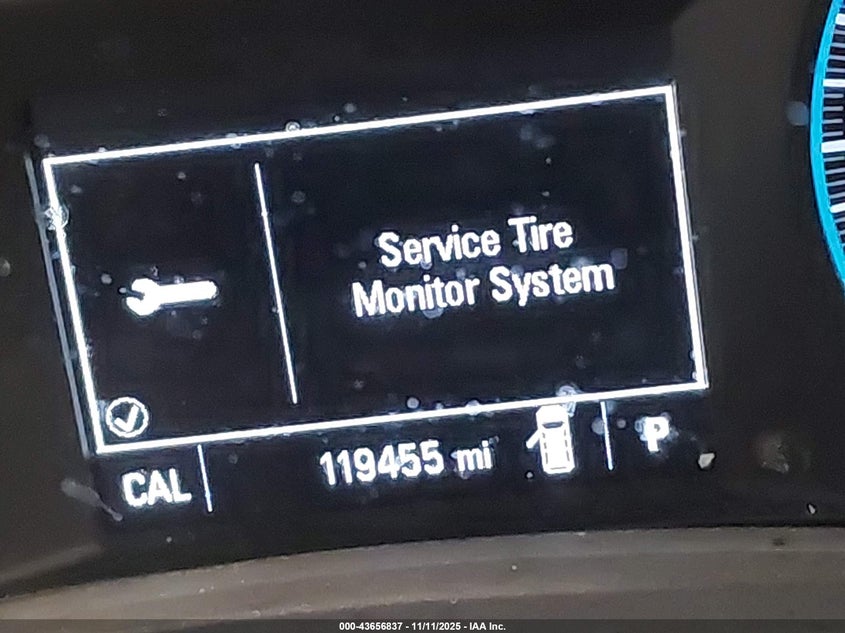 Service Tire
Monitor System
CAL
119455 mi
P
000-43656837 - 11/11/2025 - IAA Inc.